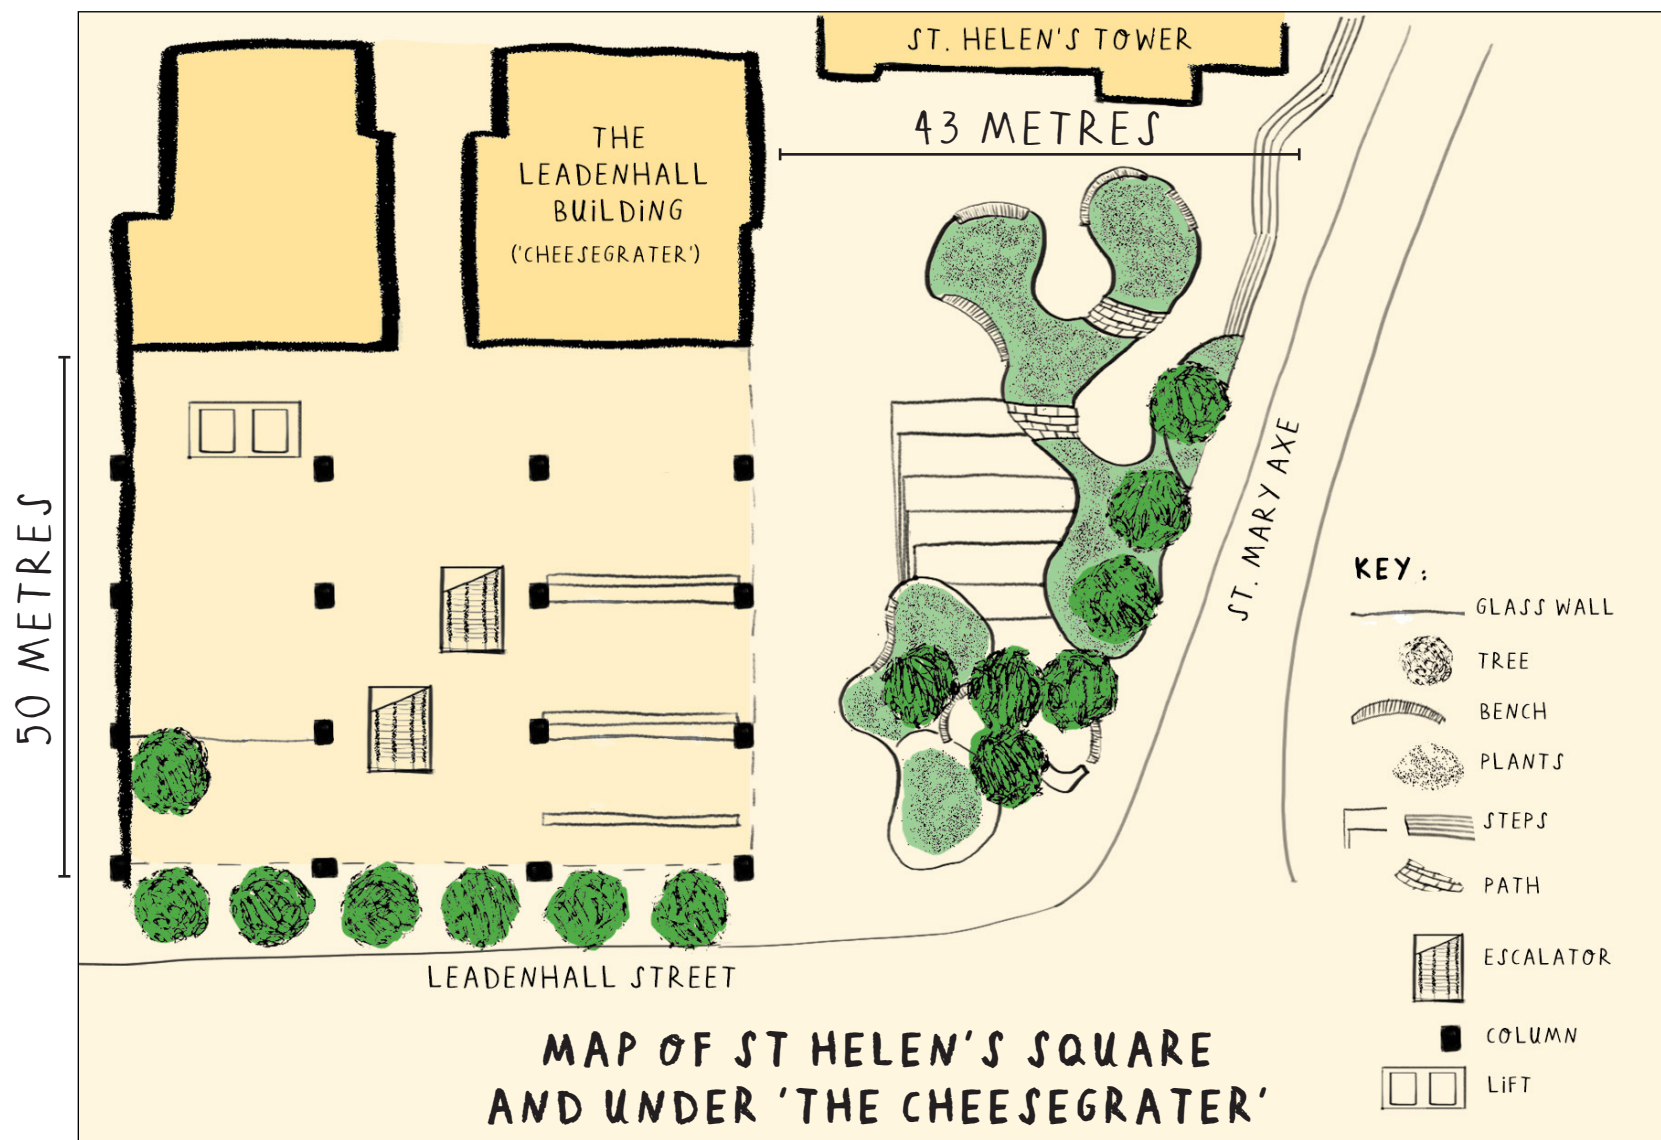 ST. HELEN'S TOWER
43 METRES
THE
LEADENHALL
BUiLDiNG
('CHEESEGRATER')
50 METRES
ST. MARY AXE
KEY:
GLASS WALL
TREE
BENCH
PLANTS
STEPS
PATH
ESCALATOR
COLUMN
LiFT
LEADENHALL STREET
MAP OF ST HELEN'S SQUARE
AND UNDER 'THE CHEESEGRATER'